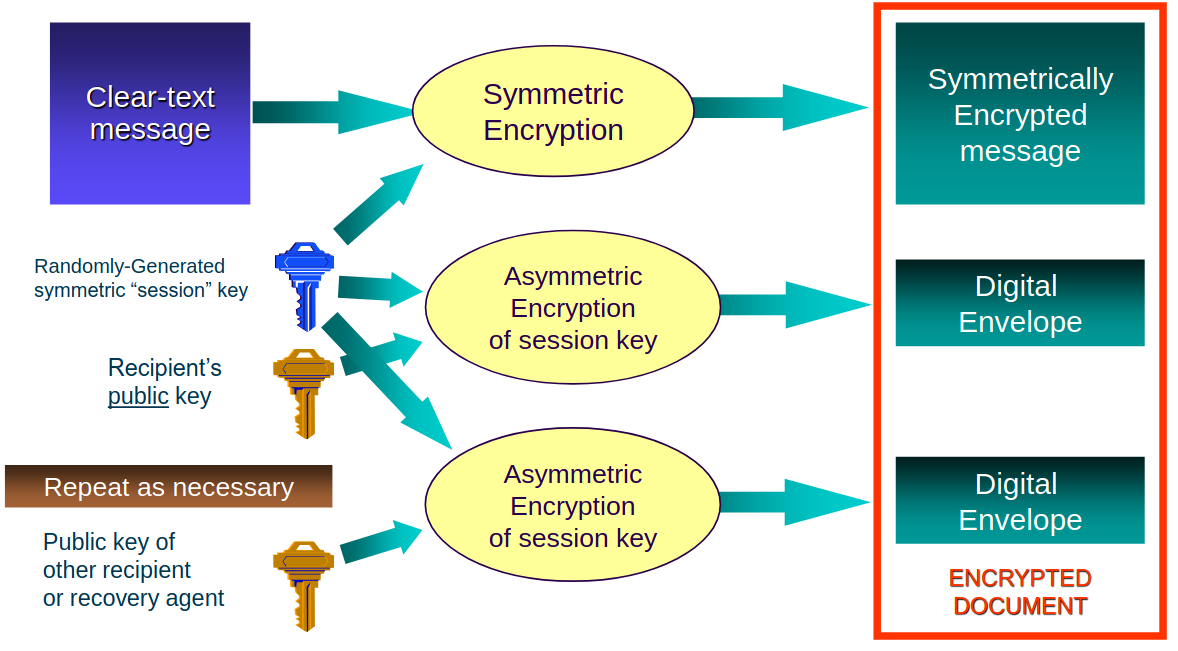 Clear-text
message
Symmetric
Encryption
Symmetrically
Encrypted
message
Randomly-Generated
symmetric “session” key
Asymmetric
Encryption
of session key
Digital
Envelope
Recipient’s
public key
Repeat as necessary
Public key of
other recipient
or recovery agent
Asymmetric
Encryption
of session key
Digital
Envelope
ENCRYPTED
DOCUMENT